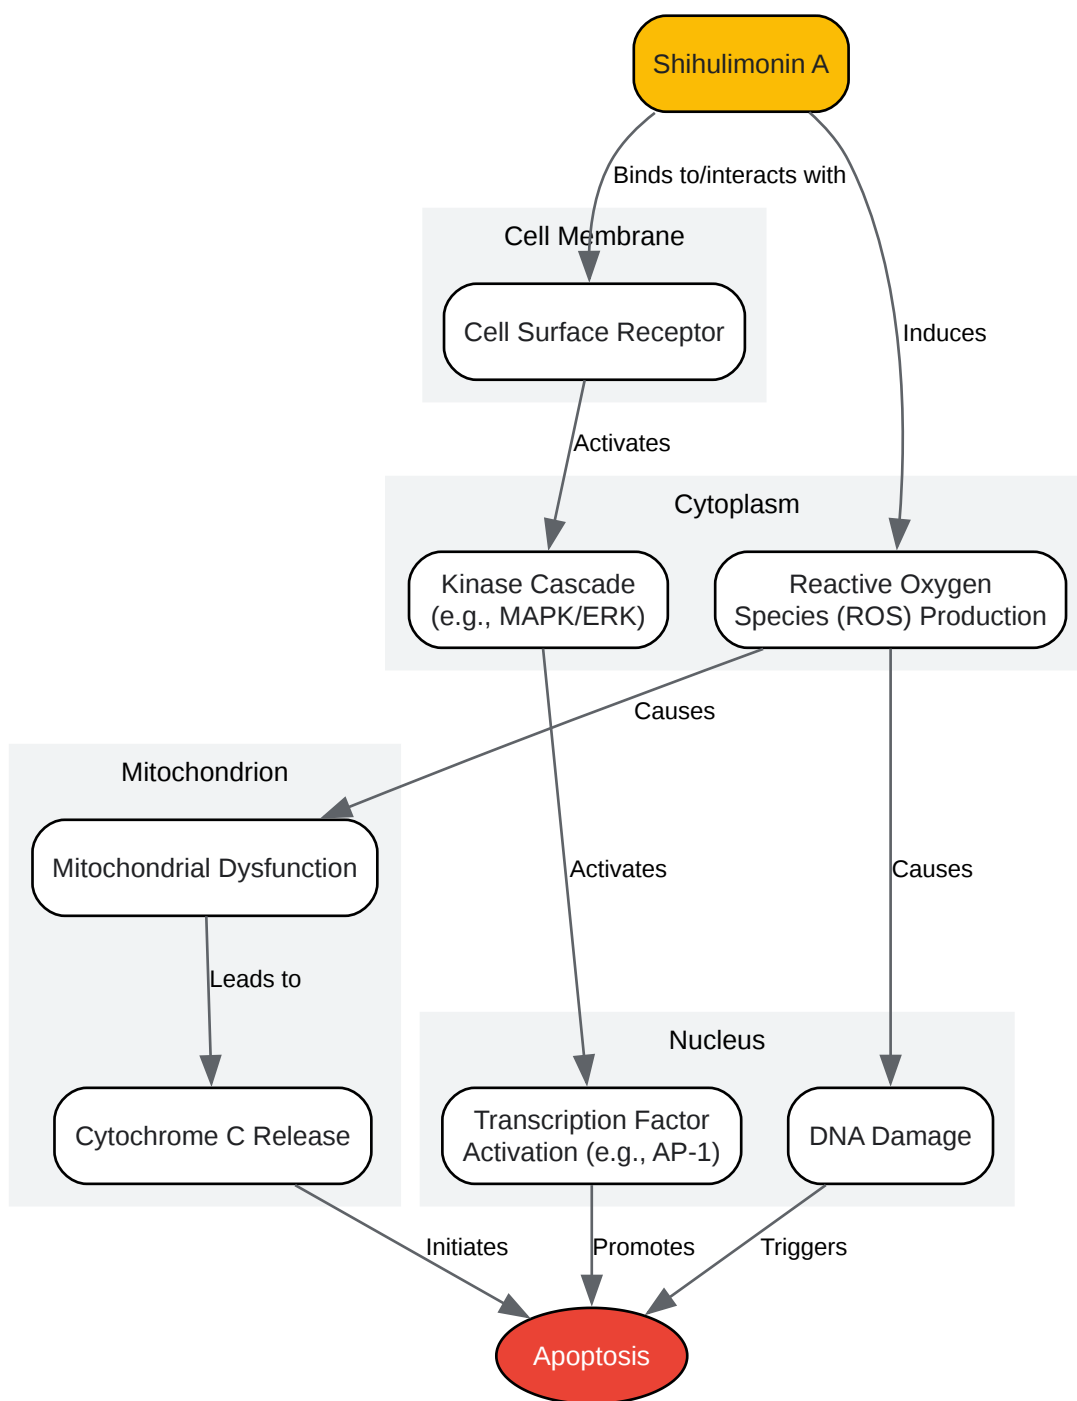 Shihulimonin A
Binds to/interacts with
Cell Membrane
Cell Surface Receptor
Induces
Activates
Cytoplasm
Kinase Cascade
(e.g., MAPK/ERK)
Reactive Oxygen
Species (ROS) Production
Causes
Mitochondrion
Mitochondrial Dysfunction
Activates
Causes
Leads to
Nucleus
Cytochrome C Release
Transcription Factor
Activation (e.g., AP-1)
DNA Damage
Initiates
Promotes
Triggers
Apoptosis